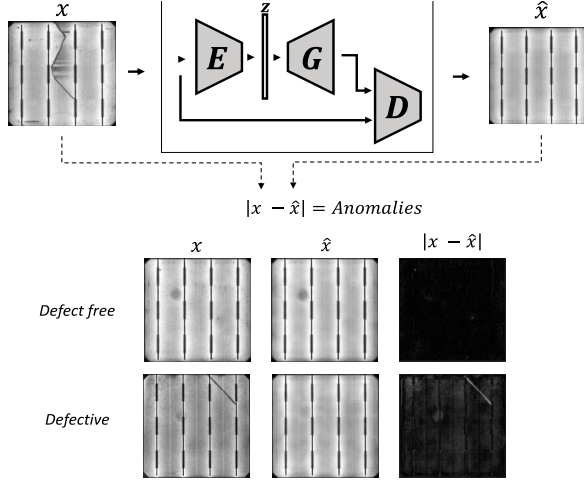 x
x̂
z
E
G
D
|x − x̂| = Anomalies
x
x̂
|x − x̂|
Defect free
Defective